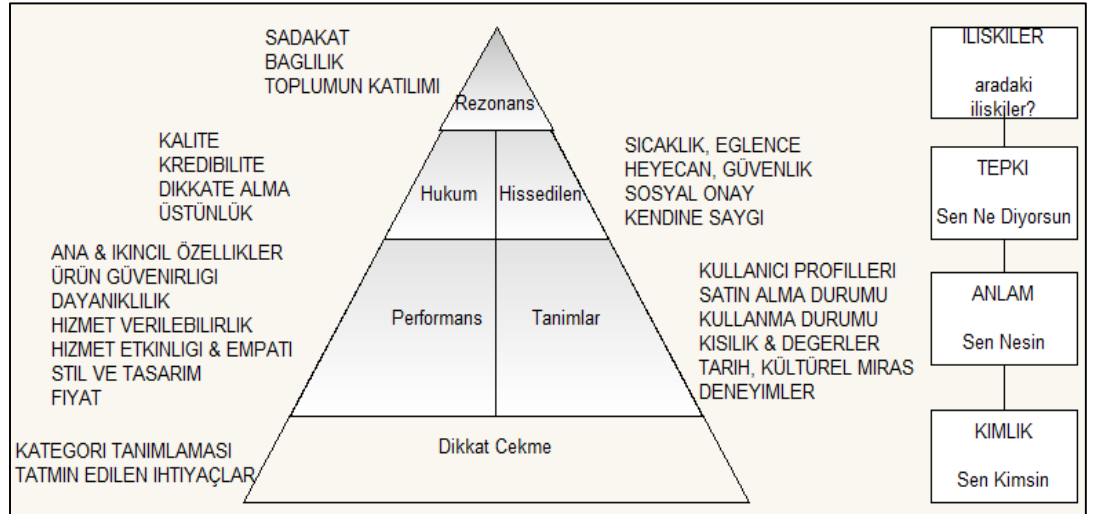 SADAKAT
BAGLILIK
TOPLUMUN KATILIMI
Rezonans
KALITE
KREDIBILITE
DIKKATE ALMA
ÜSTÜNLÜK
Hukum
Hissedilen
SICAKLIK, EGLENCE
HEYECAN, GÜVENLIK
SOSYAL ONAY
KENDINE SAYGI
ANA & IKINCIL ÖZELLIKLER
ÜRÜN GÜVENIRLIGI
DAYANIKLILIK
HIZMET VERILEBILIRLIK
HIZMET ETKINLIGI & EMPATI
STIL VE TASARIM
FIYAT
Performans
Tanimlar
KULLANICI PROFILLERI
SATIN ALMA DURUMU
KULLANMA DURUMU
KISILIK & DEGERLER
TARIH, KÜLTÜREL MIRAS
DENEYIMLER
KATEGORI TANIMLAMASI
TATMIN EDILEN IHTIYAÇLAR
Dikkat Cekme
ILISKILER
aradaki
iliskiler?
TEPKI
Sen Ne Diyorsun
ANLAM
Sen Nesin
KIMLIK
Sen Kimsin